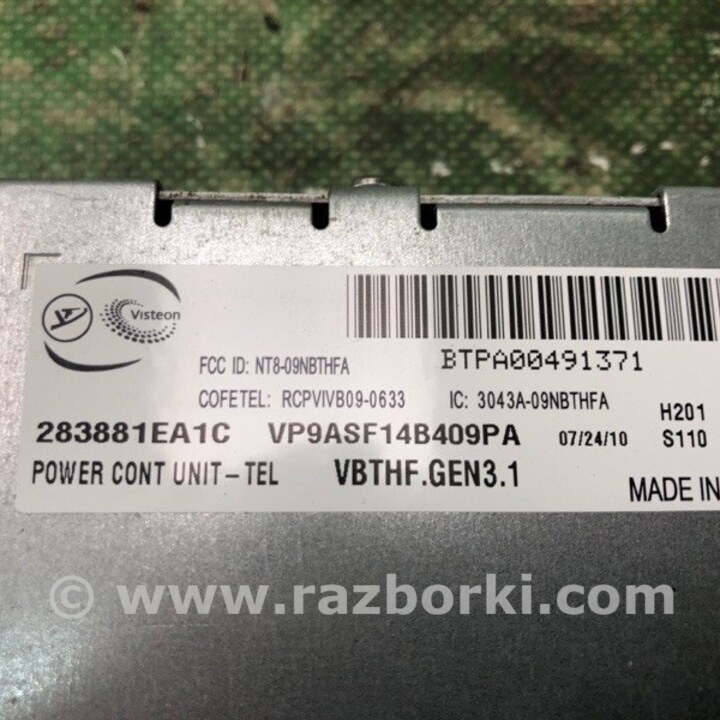 Visteon
FCC ID: NT8-09NBTHFA
BTPA00491371
COFETEL: RCPVIVB09-0633 IC: 3043A-09NBTHFA
H201
283881EA1C VP9ASF14B409PA 07/24/10 S110
POWER CONT UNIT-TEL VBTHF.GEN3.1
MADE IN
© www.razborki.com